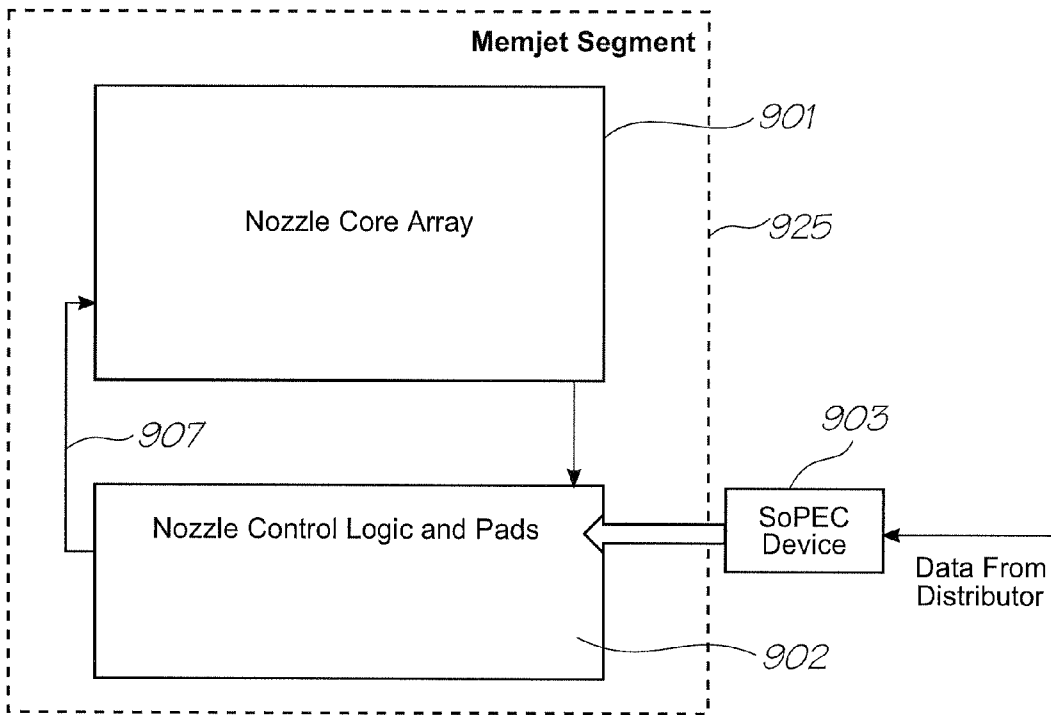 Memjet Segment
901
Nozzle Core Array
925
907
903
Nozzle Control Logic and Pads
SoPEC
Device
Data From
Distributor
902